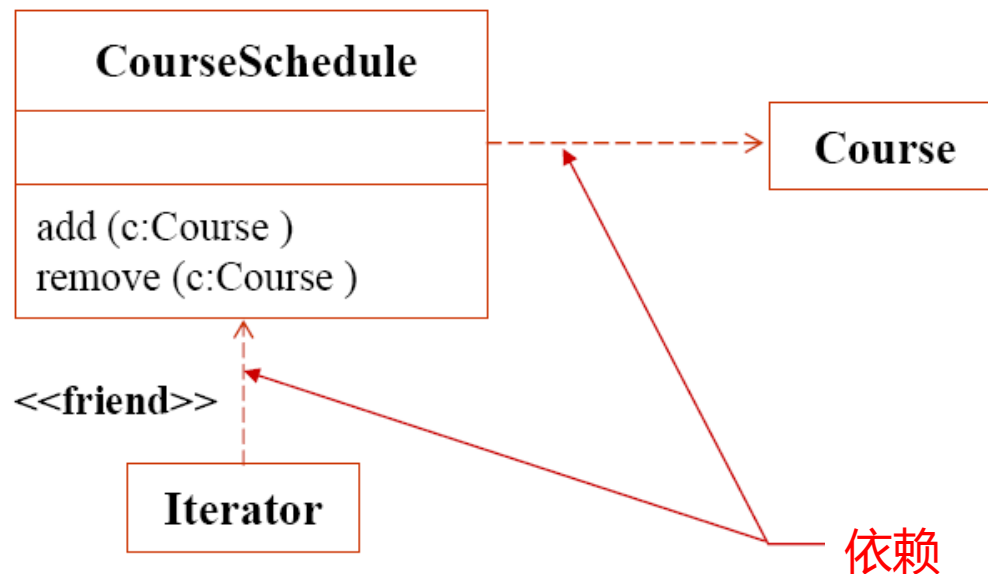 CourseSchedule
Course
add (c:Course )
remove (c:Course )
<<friend>>
Iterator
依赖